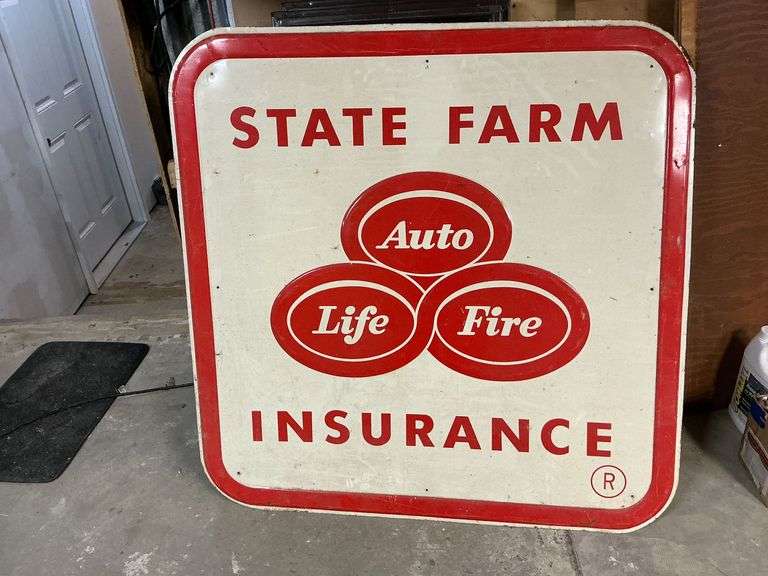 STATE FARM
Auto
Life Fire
INSURANCE
R